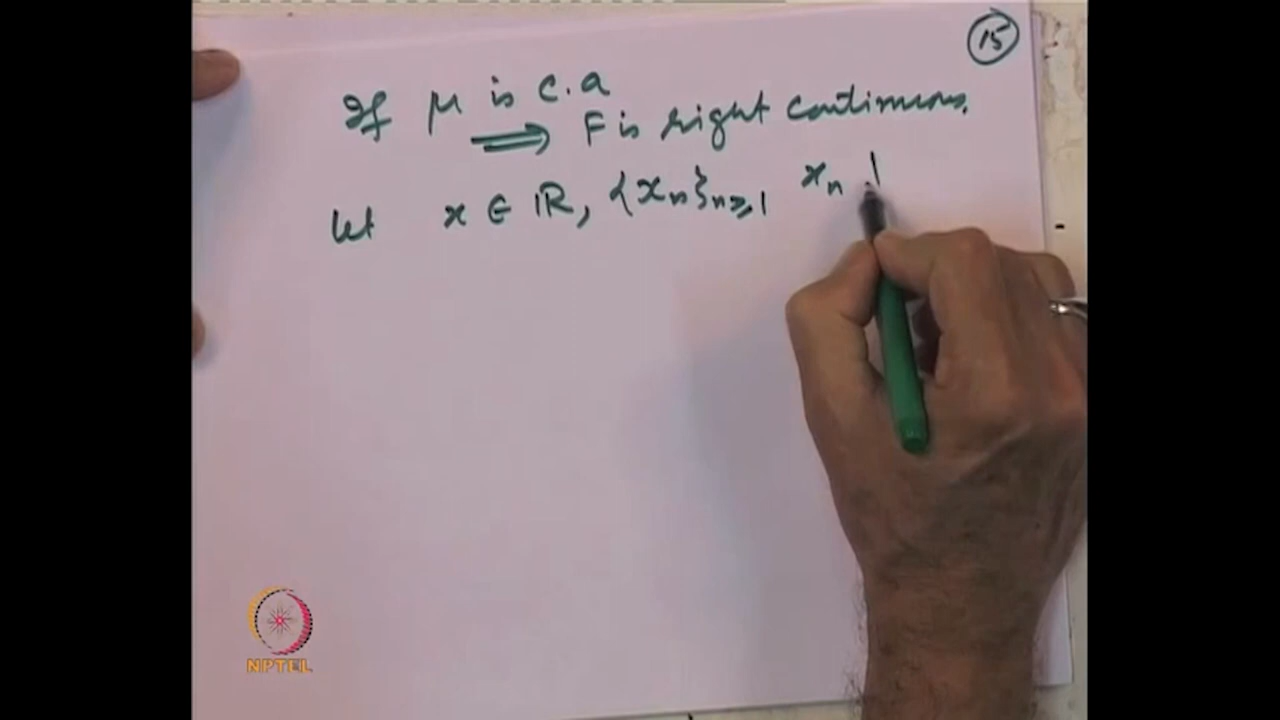 15
If μ is c.a
⟹ F is right continuous.
let x ∈ ℝ, {xₙ}ₙ≥1 xₙ
NPTEL